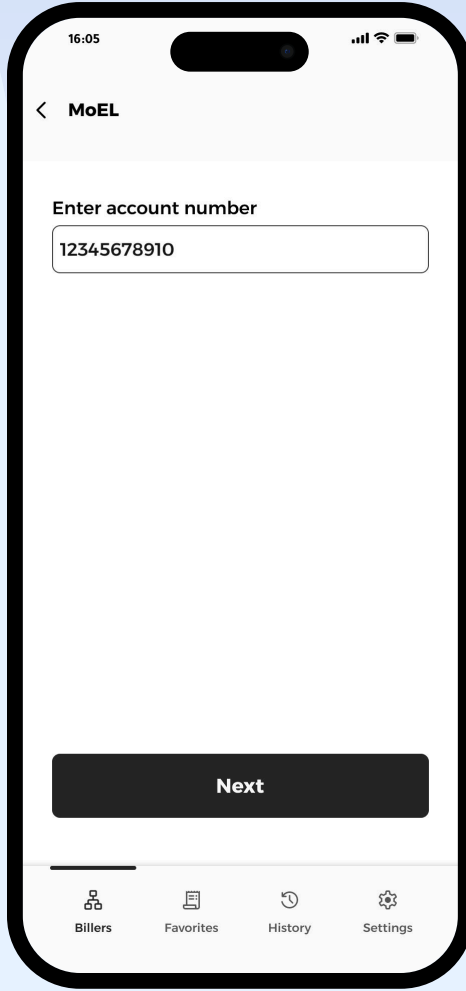 16:05
MoEL
Enter account number
12345678910
Next
Billers
Favorites
History
Settings